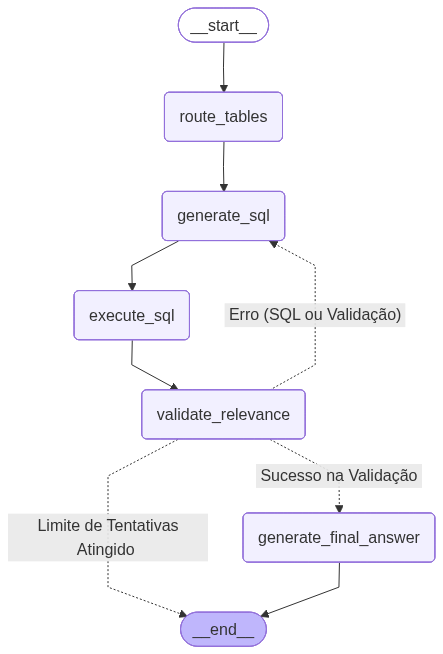 __start__
route_tables
generate_sql
execute_sql
Erro (SQL ou Validação)
validate_relevance
Sucesso na Validação
Limite de Tentativas
Atingido
generate_final_answer
__end__